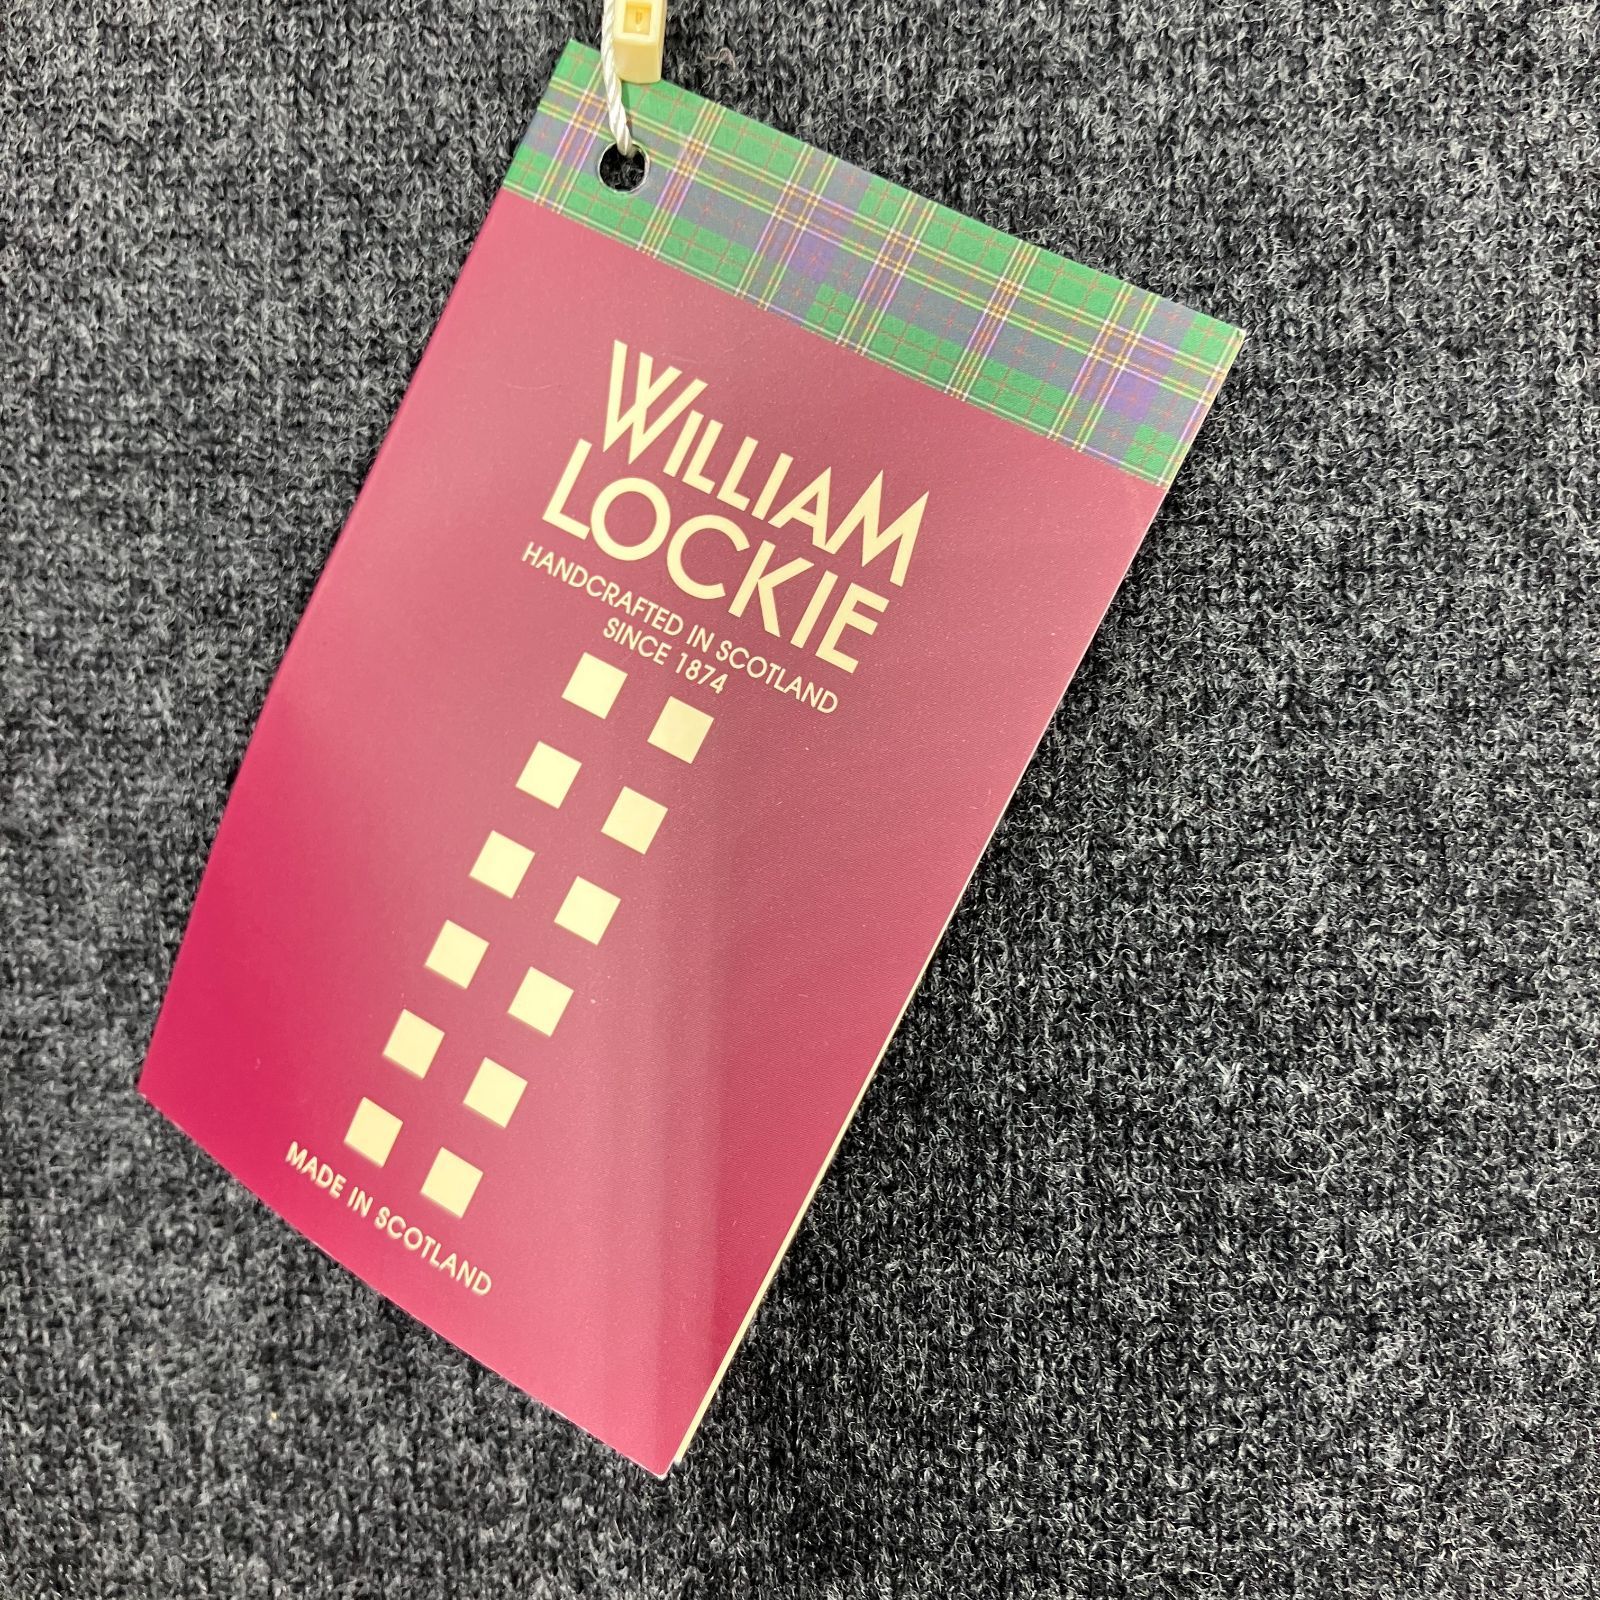 WILLIAM
LOCKIE
HANDCRAFTED IN SCOTLAND
SINCE 1874
MADE IN SCOTLAND